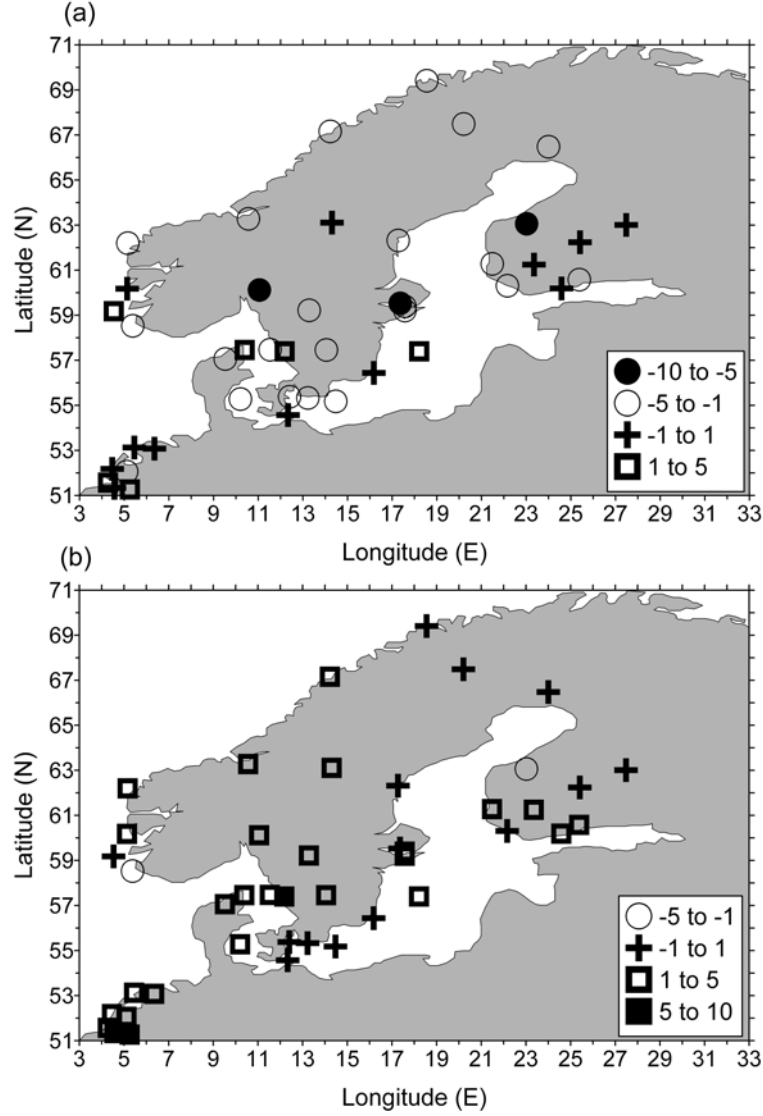 (a)
71
69
67
65
63
61
59
57
55
53
51
Latitude (N)
-10 to -5
-5 to -1
-1 to 1
1 to 5
3 5 7 9 11 13 15 17 19 21 23 25 27 29 31 33
Longitude (E)
(b)
71
69
67
65
63
61
59
57
55
53
51
Latitude (N)
-5 to -1
-1 to 1
1 to 5
5 to 10
3 5 7 9 11 13 15 17 19 21 23 25 27 29 31 33
Longitude (E)